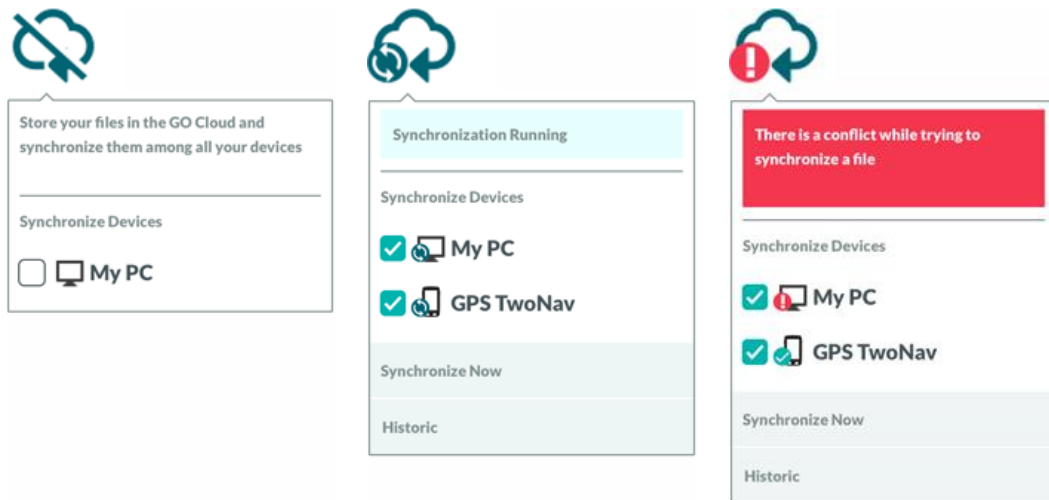 Store your files in the GO Cloud and
synchronize them among all your devices
Synchronize Devices
My PC
Synchronization Running
Synchronize Devices
My PC
GPS TwoNav
Synchronize Now
Historic
There is a conflict while trying to
synchronize a file
Synchronize Devices
My PC
GPS TwoNav
Synchronize Now
Historic